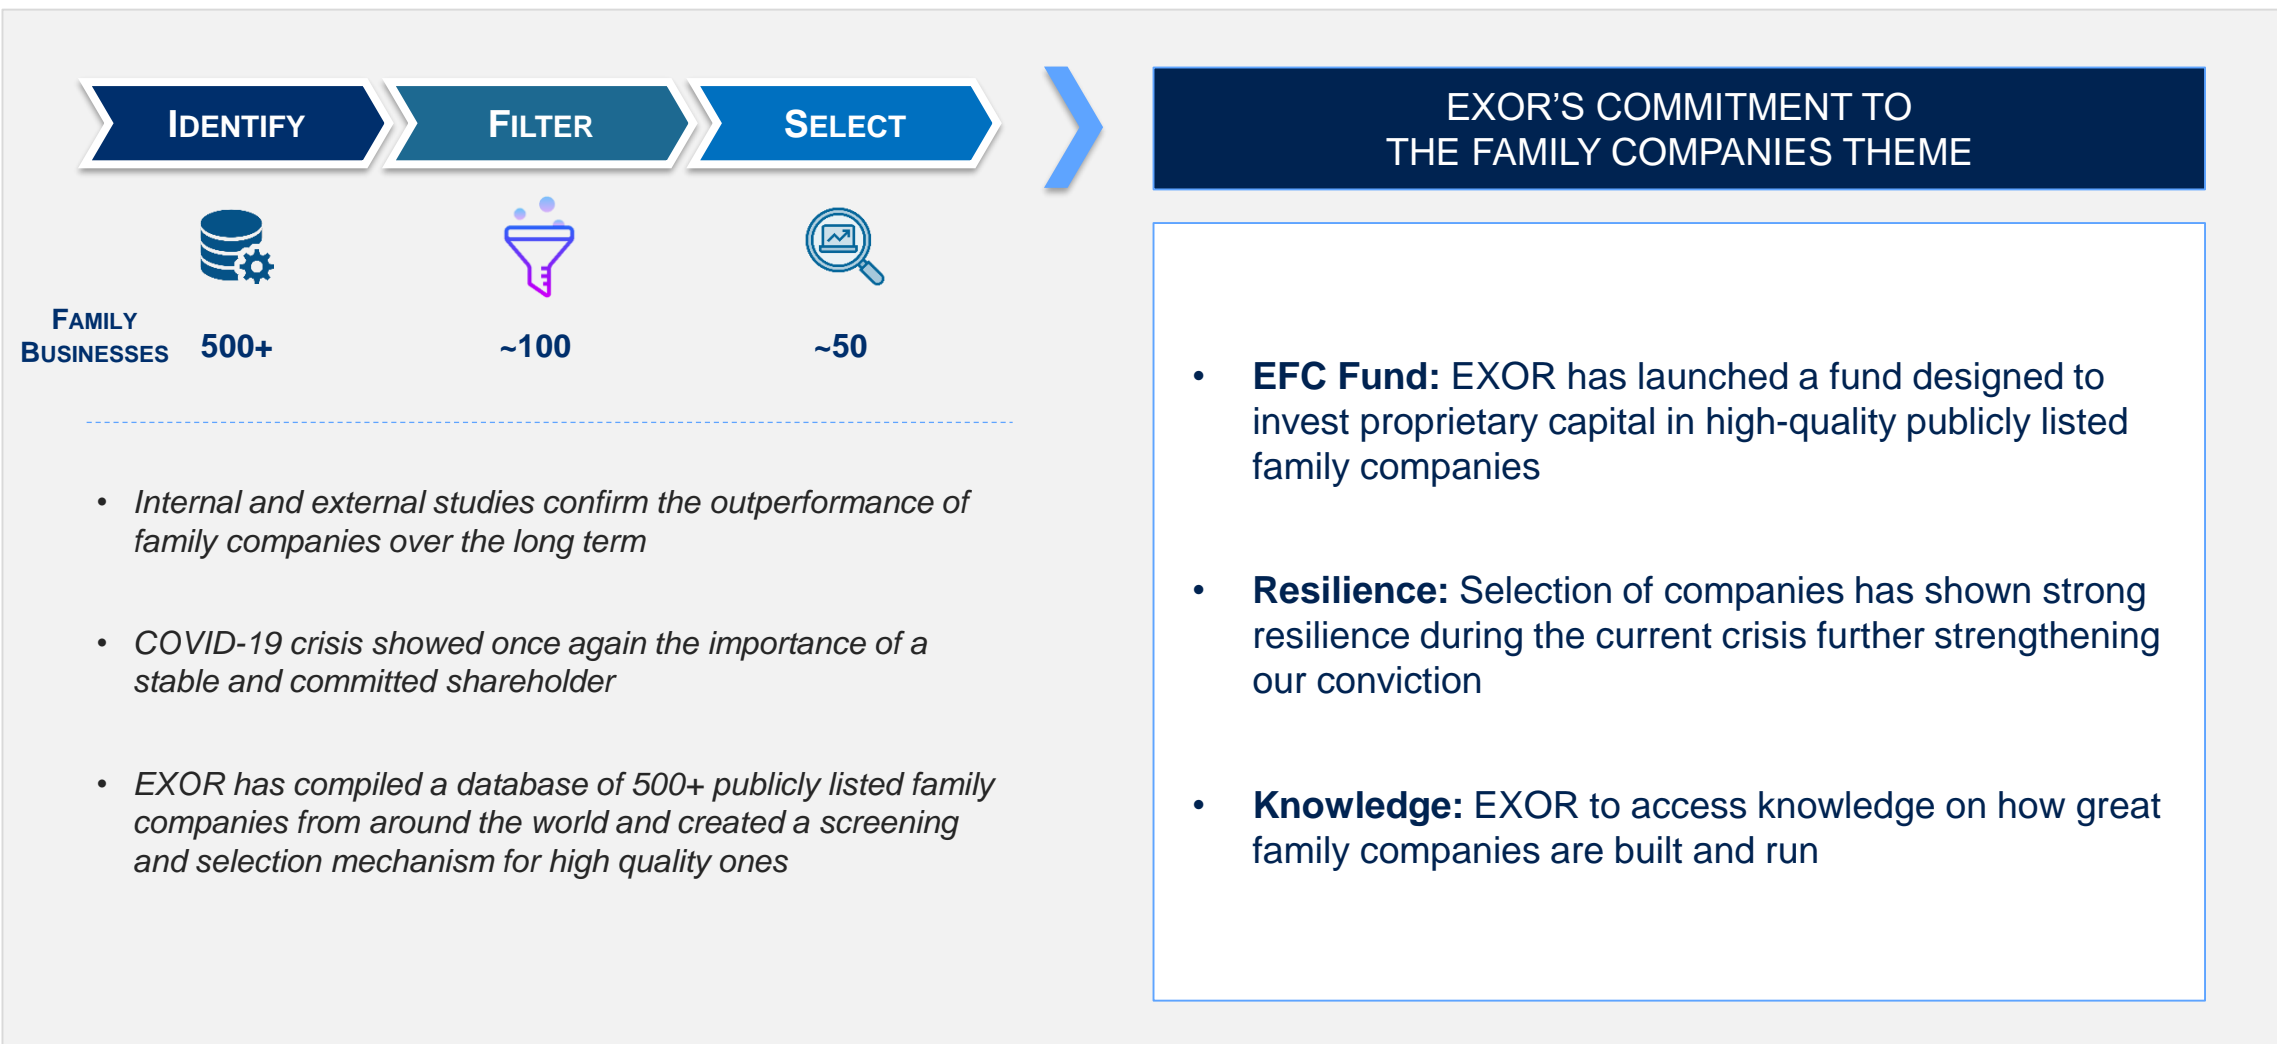 IDENTIFY
FILTER
SELECT
FAMILY
BUSINESSES
500+
~100
~50
• Internal and external studies confirm the outperformance of
family companies over the long term
• COVID-19 crisis showed once again the importance of a
stable and committed shareholder
• EXOR has compiled a database of 500+ publicly listed family
companies from around the world and created a screening
and selection mechanism for high quality ones
EXOR'S COMMITMENT TO
THE FAMILY COMPANIES THEME
• EFC Fund: EXOR has launched a fund designed to
invest proprietary capital in high-quality publicly listed
family companies
• Resilience: Selection of companies has shown strong
resilience during the current crisis further strengthening
our conviction
• Knowledge: EXOR to access knowledge on how great
family companies are built and run